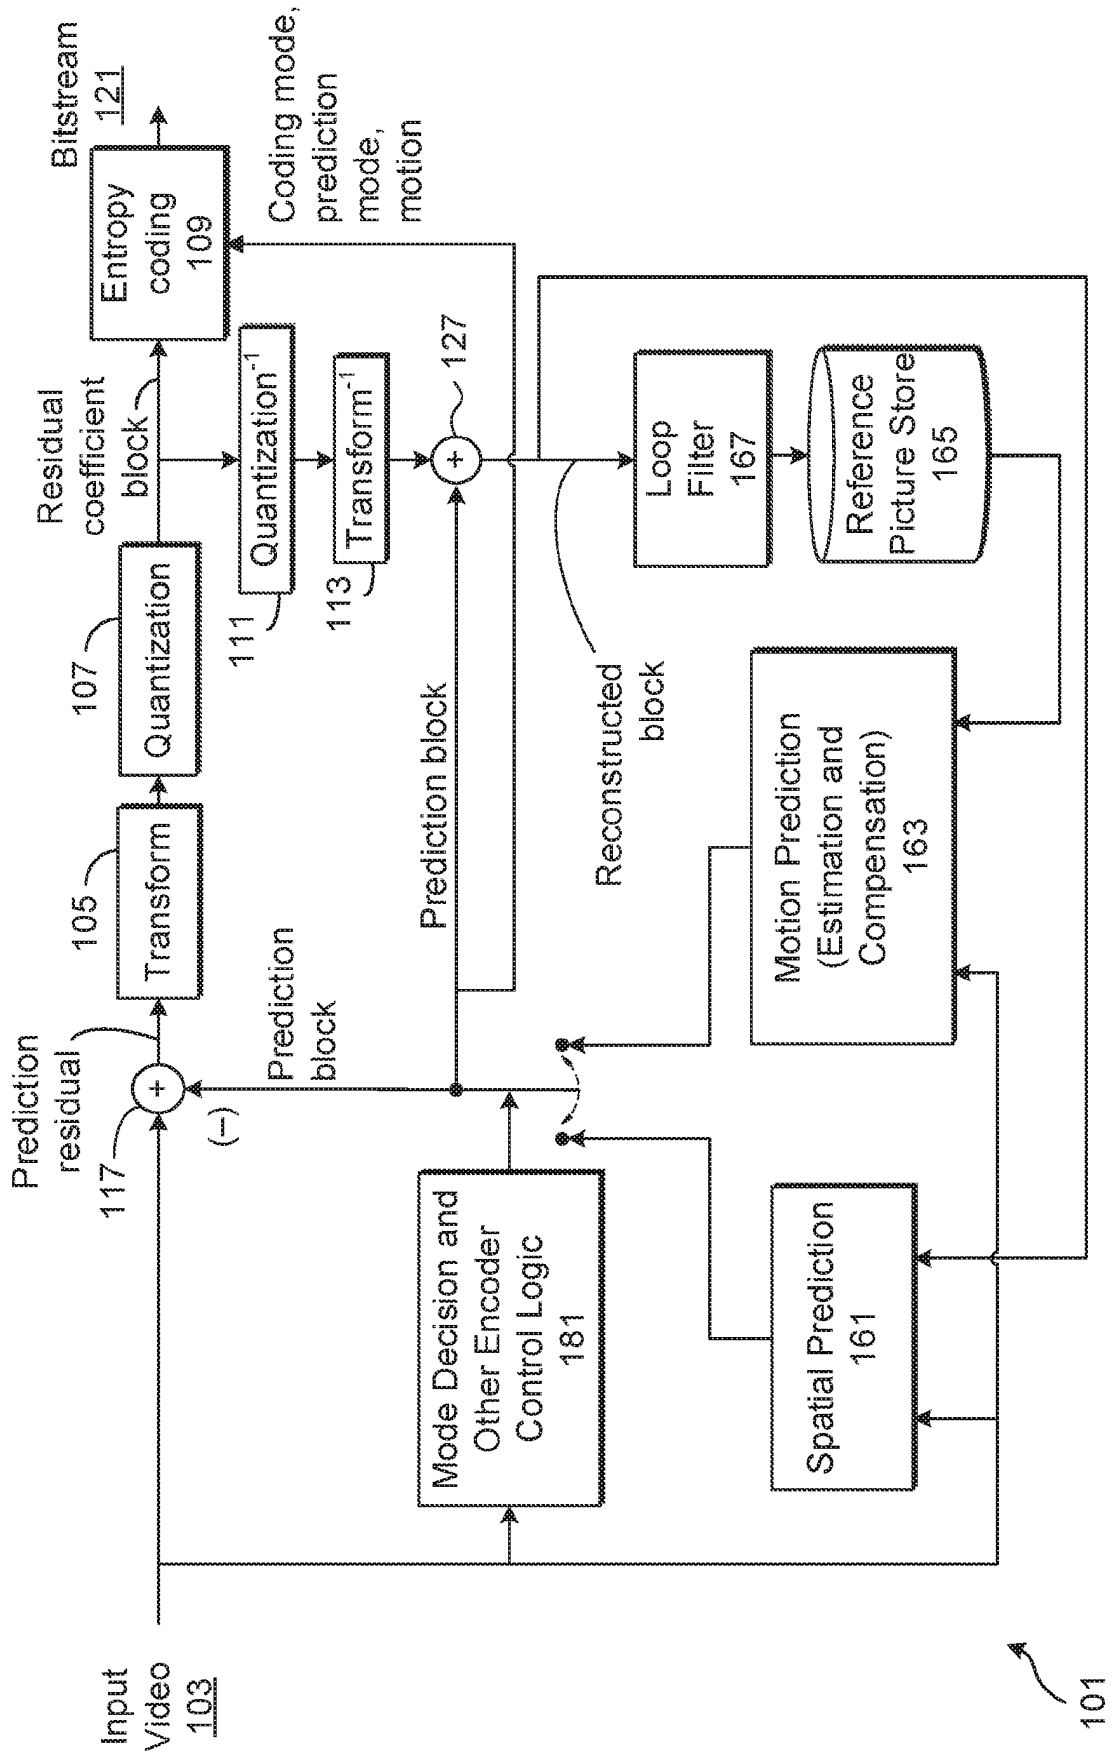 Input
Video
103
Prediction
residual
117
+
(–)
105
Transform
107
Quantization
Residual
coefficient
block
Entropy
coding
109
Bitstream
121
Coding mode,
prediction
mode,
motion
Quantization-1
111
Transform-1
113
+
127
Prediction
block
Prediction block
Mode Decision and
Other Encoder
Control Logic
181
Reconstructed
block
Loop
Filter
167
Reference
Picture Store
165
Spatial Prediction
161
Motion Prediction
(Estimation and
Compensation)
163
101